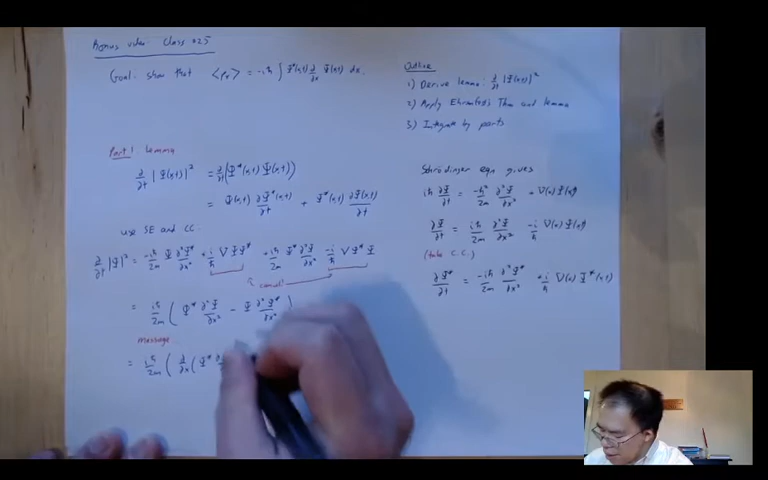 Bonus video: Class #25
Goal: show that <Px> = -iħ ∫ Ψ*(x,t) ∂/∂x Ψ(x,t) dx.
Part 1 Lemma
∂/∂t |Ψ(x,t)|² = ∂/∂t (Ψ*(x,t) Ψ(x,t))
= Ψ(x,t) ∂Ψ*(x,t)/∂t + Ψ*(x,t) ∂Ψ(x,t)/∂t
use SE and CC:
∂/∂t |Ψ|² = -iħ/2m Ψ ∂²Ψ*/∂x² +i/ħ V Ψ Ψ* +iħ/2m Ψ* ∂²Ψ/∂x² -i/ħ V Ψ* Ψ
cancel!
= iħ/2m ( Ψ* ∂²Ψ/∂x² - Ψ ∂²Ψ*/∂x² )
massage
= iħ/2m ( ∂/∂x ( Ψ*
Outline
1) Derive lemma: ∂/∂t |Ψ(x,t)|²
2) Apply Ehrenfest's Thm and lemma
3) Integrate by parts
Schrödinger eqn gives
iħ ∂Ψ/∂t = -ħ²/2m ∂²Ψ/∂x² + V(x) Ψ(x,t)
∂Ψ/∂t = iħ/2m ∂²Ψ/∂x² -i/ħ V(x) Ψ(x,t)
(take C.C.)
∂Ψ*/∂t = -iħ/2m ∂²Ψ*/∂x² +i/ħ V(x) Ψ*(x,t)